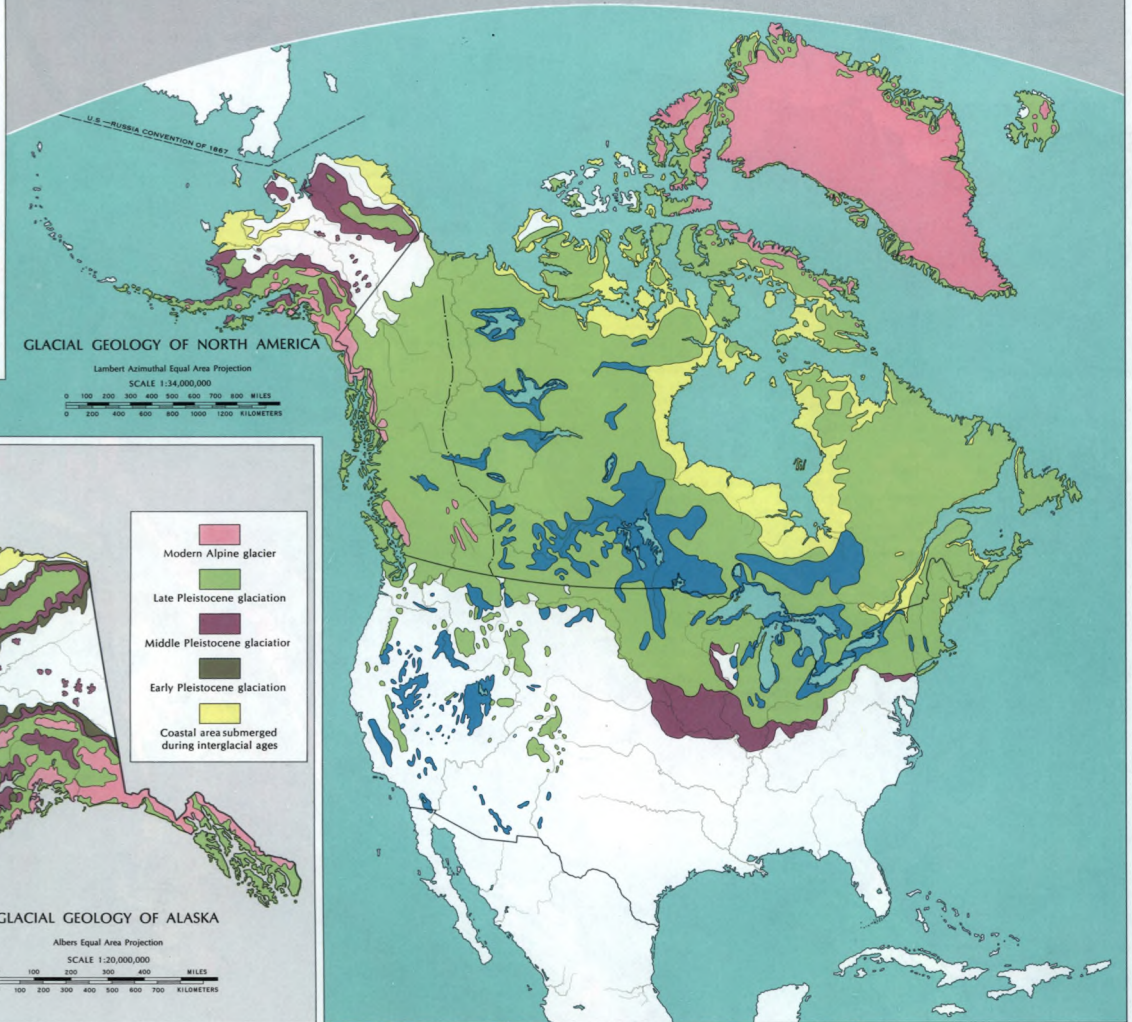 U.S.—RUSSIA CONVENTION OF 1867
GLACIAL GEOLOGY OF NORTH AMERICA
Lambert Azimuthal Equal Area Projection
SCALE 1:34,000,000
0 100 200 300 400 500 600 700 800 MILES
0 200 400 600 800 1000 1200 KILOMETERS
Modern Alpine glacier
Late Pleistocene glaciation
Middle Pleistocene glaciatior
Early Pleistocene glaciation
Coastal area submerged
during interglacial ages
GLACIAL GEOLOGY OF ALASKA
Albers Equal Area Projection
SCALE 1:20,000,000
100 200 300 400 MILES
100 200 300 400 500 600 700 KILOMETERS